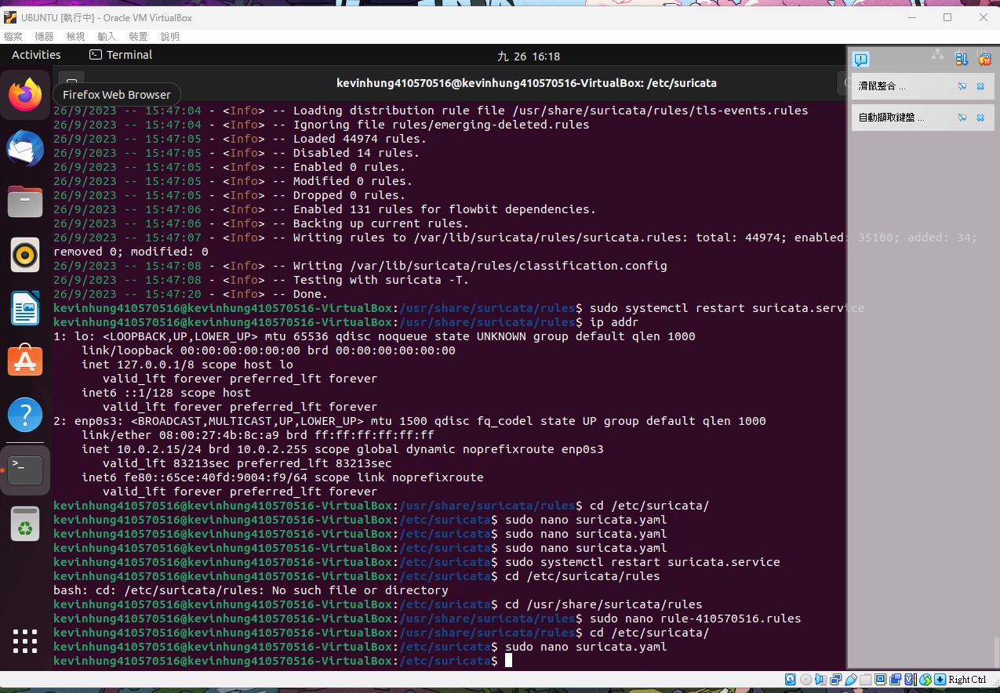 UBUNTU [執行中] - Oracle VM VirtualBox
檔案 機器 檢視 輸入 裝置 說明
Activities Terminal 九 26 16:18
kevinhung410570516@kevinhung410570516-VirtualBox: /etc/suricata
Firefox Web Browser
滑鼠整合 ...
自動擷取鍵盤 ...
26/9/2023 -- 15:47:04 - <Info> -- Loading distribution rule file /usr/share/suricata/rules/tls-events.rules
26/9/2023 -- 15:47:04 - <Info> -- Ignoring file rules/emerging-deleted.rules
26/9/2023 -- 15:47:05 - <Info> -- Loaded 44974 rules.
26/9/2023 -- 15:47:05 - <Info> -- Disabled 14 rules.
26/9/2023 -- 15:47:05 - <Info> -- Enabled 0 rules.
26/9/2023 -- 15:47:05 - <Info> -- Modified 0 rules.
26/9/2023 -- 15:47:05 - <Info> -- Dropped 0 rules.
26/9/2023 -- 15:47:06 - <Info> -- Enabled 131 rules for flowbit dependencies.
26/9/2023 -- 15:47:06 - <Info> -- Backing up current rules.
26/9/2023 -- 15:47:07 - <Info> -- Writing rules to /var/lib/suricata/rules/suricata.rules: total: 44974; enabled: 35100; added: 34;
removed 0; modified: 0
26/9/2023 -- 15:47:08 - <Info> -- Writing /var/lib/suricata/rules/classification.config
26/9/2023 -- 15:47:08 - <Info> -- Testing with suricata -T.
26/9/2023 -- 15:47:20 - <Info> -- Done.
kevinhung410570516@kevinhung410570516-VirtualBox:/usr/share/suricata/rules$ sudo systemctl restart suricata.service
kevinhung410570516@kevinhung410570516-VirtualBox:/usr/share/suricata/rules$ ip addr
1: lo: <LOOPBACK,UP,LOWER_UP> mtu 65536 qdisc noqueue state UNKNOWN group default qlen 1000
link/loopback 00:00:00:00:00:00 brd 00:00:00:00:00:00
inet 127.0.0.1/8 scope host lo
valid_lft forever preferred_lft forever
inet6 ::1/128 scope host
valid_lft forever preferred_lft forever
2: enp0s3: <BROADCAST,MULTICAST,UP,LOWER_UP> mtu 1500 qdisc fq_codel state UP group default qlen 1000
link/ether 08:00:27:4b:8c:a9 brd ff:ff:ff:ff:ff:ff
inet 10.0.2.15/24 brd 10.0.2.255 scope global dynamic noprefixroute enp0s3
valid_lft 83213sec preferred_lft 83213sec
inet6 fe80::65ce:40fd:9004:f9/64 scope link noprefixroute
valid_lft forever preferred_lft forever
kevinhung410570516@kevinhung410570516-VirtualBox:/usr/share/suricata/rules$ cd /etc/suricata/
kevinhung410570516@kevinhung410570516-VirtualBox:/etc/suricata$ sudo nano suricata.yaml
kevinhung410570516@kevinhung410570516-VirtualBox:/etc/suricata$ sudo nano suricata.yaml
kevinhung410570516@kevinhung410570516-VirtualBox:/etc/suricata$ sudo nano suricata.yaml
kevinhung410570516@kevinhung410570516-VirtualBox:/etc/suricata$ sudo systemctl restart suricata.service
kevinhung410570516@kevinhung410570516-VirtualBox:/etc/suricata$ cd /etc/suricata/rules
bash: cd: /etc/suricata/rules: No such file or directory
kevinhung410570516@kevinhung410570516-VirtualBox:/etc/suricata$ cd /usr/share/suricata/rules
kevinhung410570516@kevinhung410570516-VirtualBox:/usr/share/suricata/rules$ sudo nano rule-410570516.rules
kevinhung410570516@kevinhung410570516-VirtualBox:/usr/share/suricata/rules$ cd /etc/suricata/
kevinhung410570516@kevinhung410570516-VirtualBox:/etc/suricata$ sudo nano suricata.yaml
kevinhung410570516@kevinhung410570516-VirtualBox:/etc/suricata$
Right Ctrl